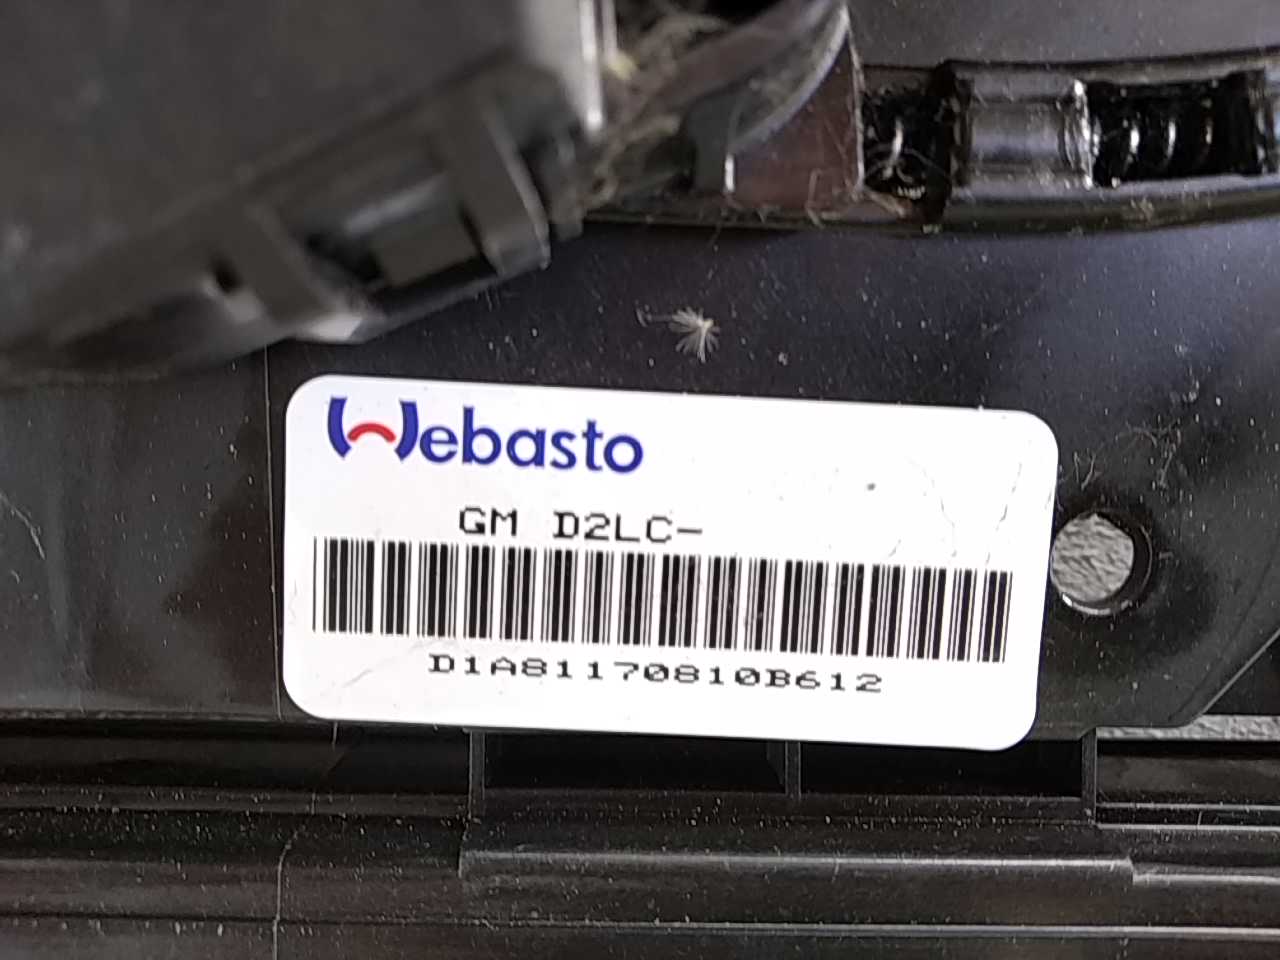 Webasto
GM D2LC-
D1A81170810B612